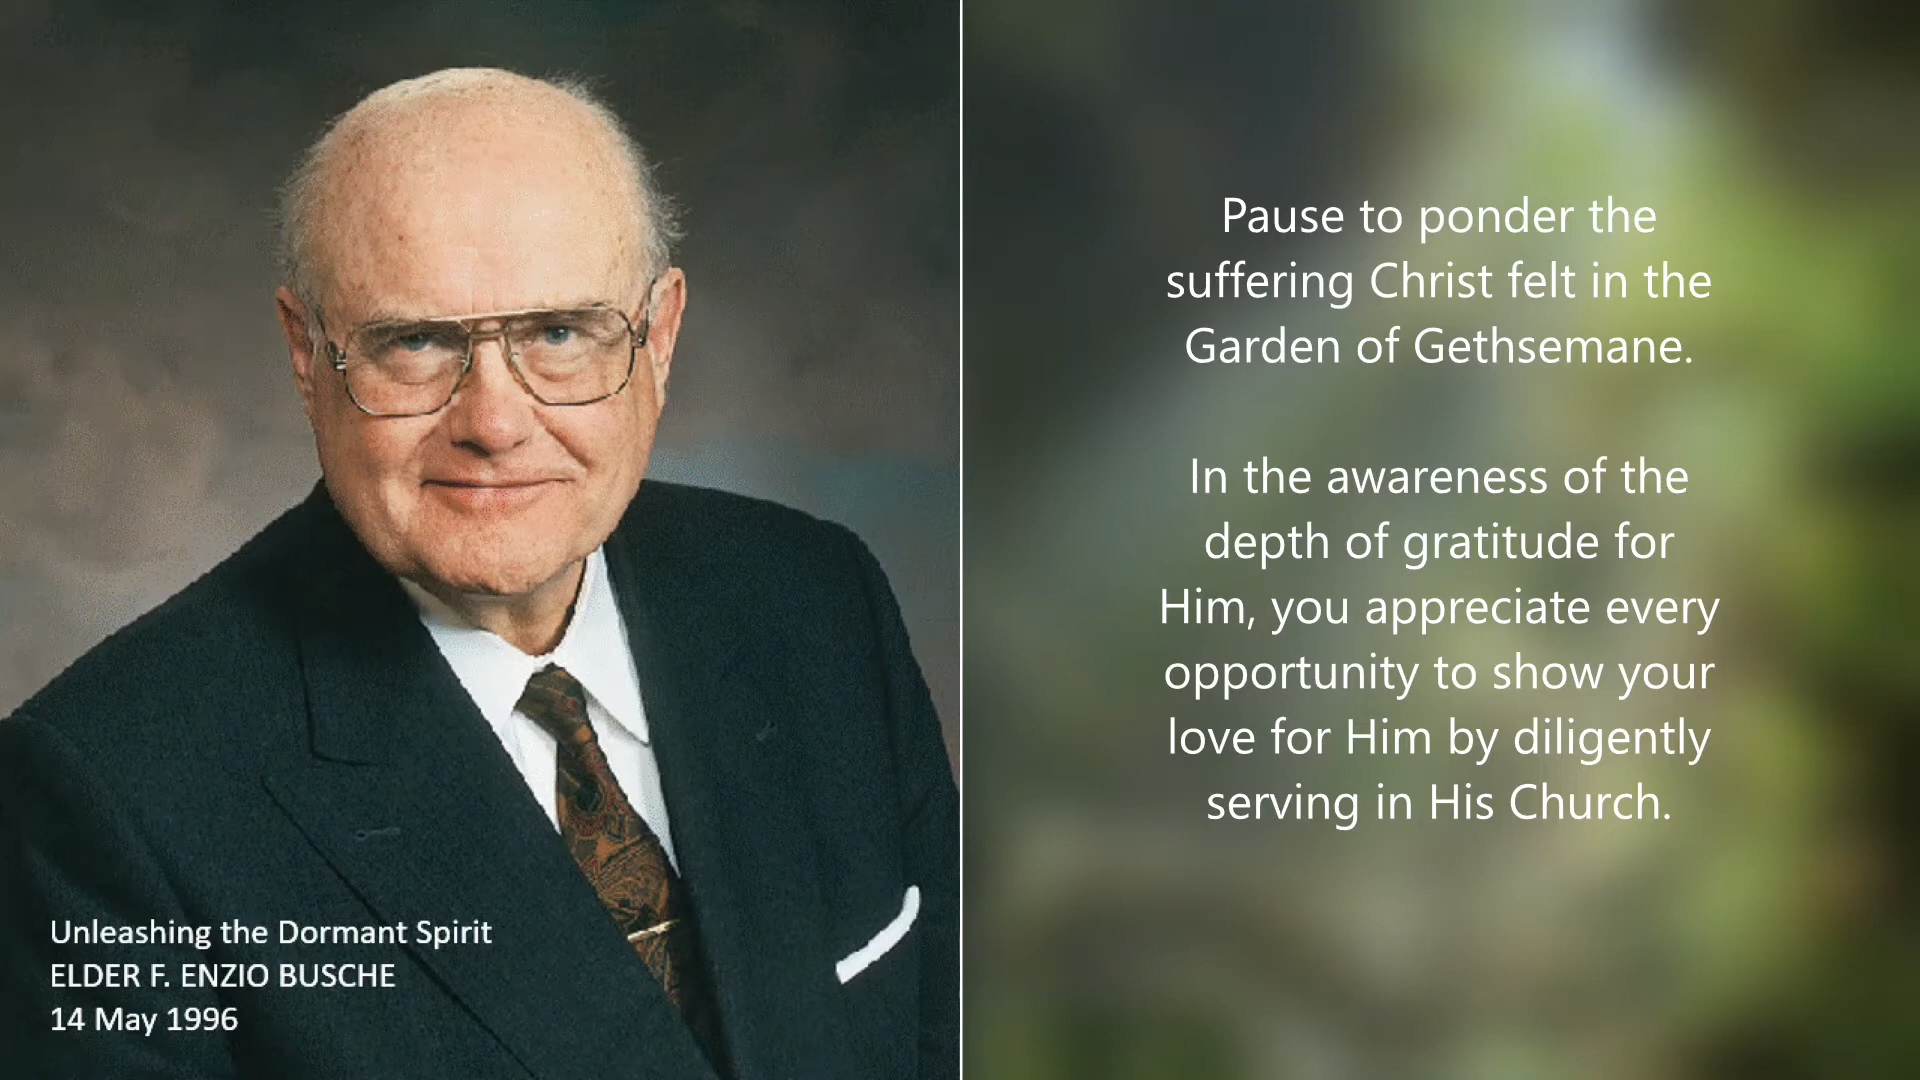 Unleashing the Dormant Spirit
ELDER F. ENZIO BUSCHE
14 May 1996
Pause to ponder the
suffering Christ felt in the
Garden of Gethsemane.
In the awareness of the
depth of gratitude for
Him, you appreciate every
opportunity to show your
love for Him by diligently
serving in His Church.